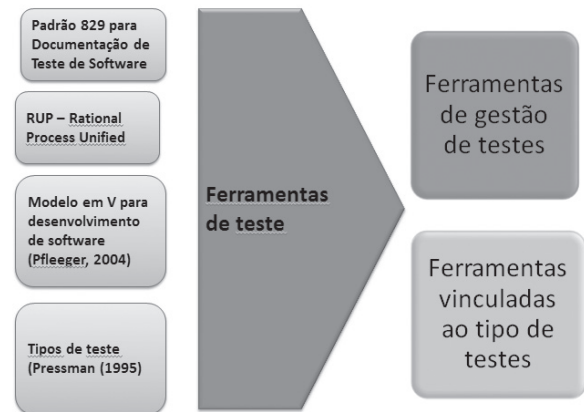 Padrão 829 para
Documentação de
Teste de Software
RUP – Rational
Process Unified
Modelo em V para
desenvolvimento
de software
(Pfleeger, 2004)
Tipos de teste
(Pressman (1995)
Ferramentas
de teste
Ferramentas
de gestão
de testes
Ferramentas
vinculadas
ao tipo de
testes